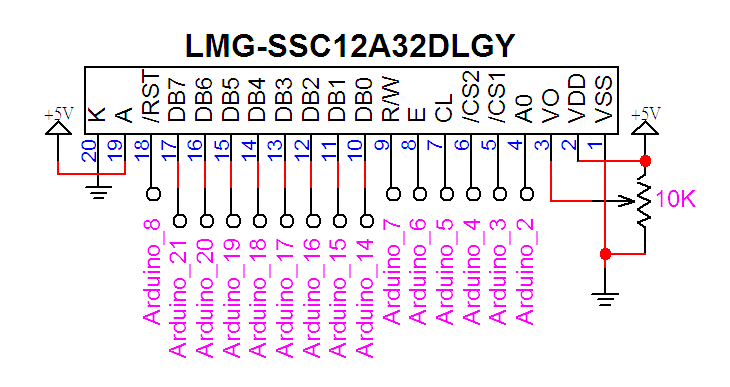 LMG-SSC12A32DLGY
+5V
K
A
/RST
DB7
DB6
DB5
DB4
DB3
DB2
DB1
DB0
R/W
E
CL
/CS2
/CS1
A0
VO
VDD
VSS
+5V
20
19
18
17
16
15
14
13
12
11
10
9
8
7
6
5
4
3
2
1
10K
Arduino_8
Arduino_21
Arduino_20
Arduino_19
Arduino_18
Arduino_17
Arduino_16
Arduino_15
Arduino_14
Arduino_7
Arduino_6
Arduino_5
Arduino_4
Arduino_3
Arduino_2